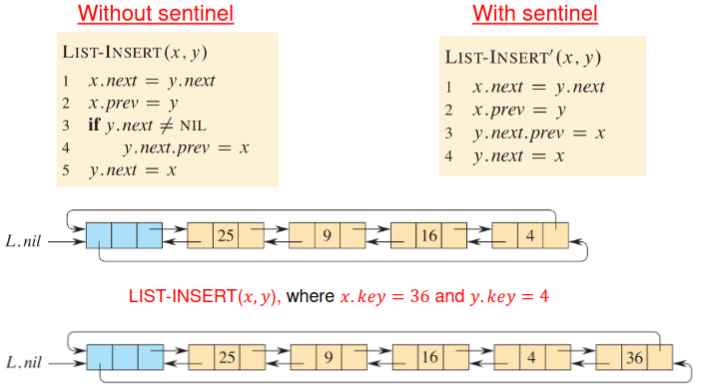 Without sentinel
LIST-INSERT(x, y)
1 x.next = y.next
2 x.prev = y
3 if y.next ≠ NIL
4 y.next.prev = x
5 y.next = x
With sentinel
LIST-INSERT′(x, y)
1 x.next = y.next
2 x.prev = y
3 y.next.prev = x
4 y.next = x
L.nil 25 9 16 4
LIST-INSERT(x, y), where x.key = 36 and y.key = 4
L.nil 25 9 16 4 36